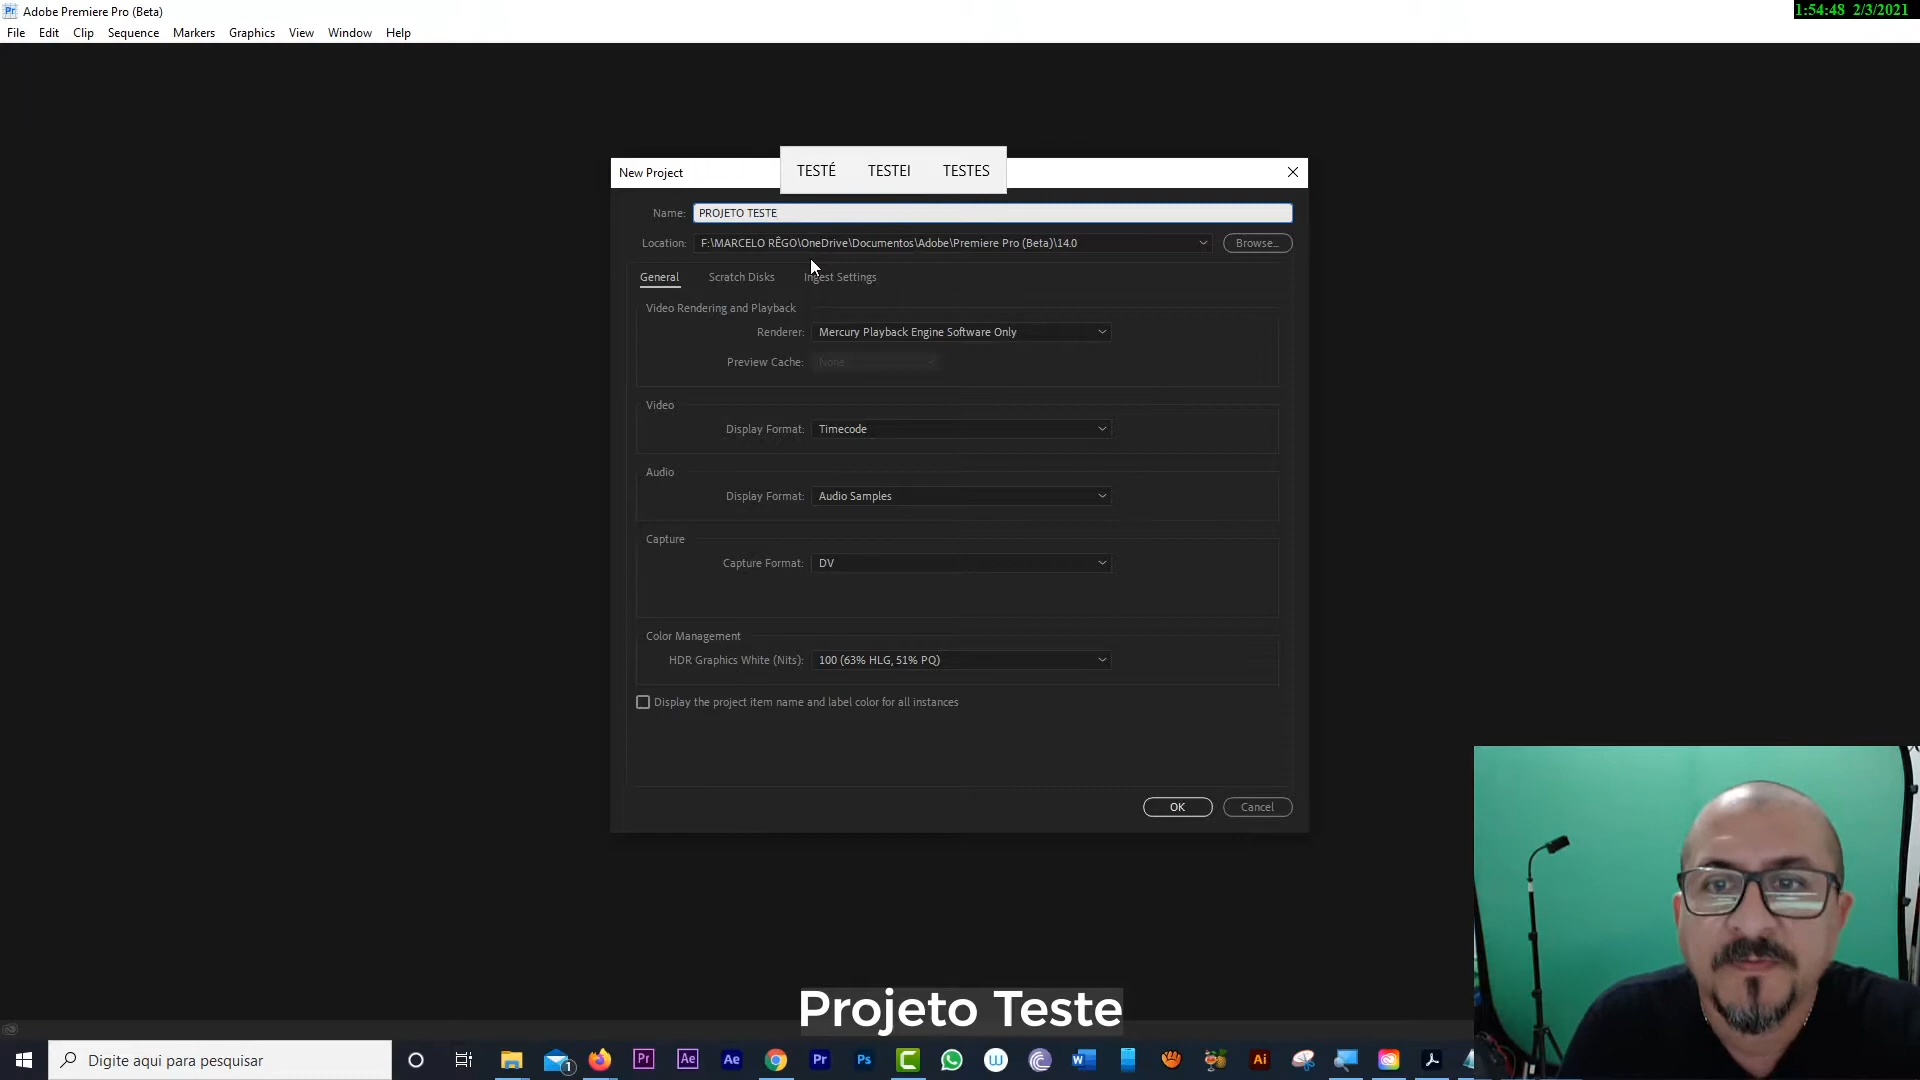 Adobe Premiere Pro (Beta)
1:54:48 2/3/2021
File Edit Clip Sequence Markers Graphics View Window Help
TESTÉ TESTEI TESTES
New Project
Name: PROJETO TESTE
Location: F:\MARCELO RÊGO\OneDrive\Documentos\Adobe\Premiere Pro (Beta)\14.0 Browse...
General Scratch Disks Ingest Settings
Video Rendering and Playback
Renderer: Mercury Playback Engine Software Only
Preview Cache: None
Video
Display Format: Timecode
Audio
Display Format: Audio Samples
Capture
Capture Format: DV
Color Management
HDR Graphics White (Nits): 100 (63% HLG, 51% PQ)
Display the project item name and label color for all instances
OK Cancel
Projeto Teste
Digite aqui para pesquisar